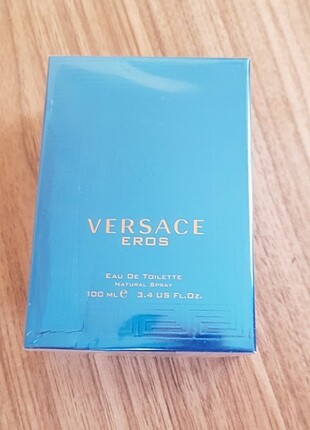 VERSACE
EROS
EAU DE TOILETTE
NATURAL SPRAY
100 ML e 3.4 US FL.OZ.